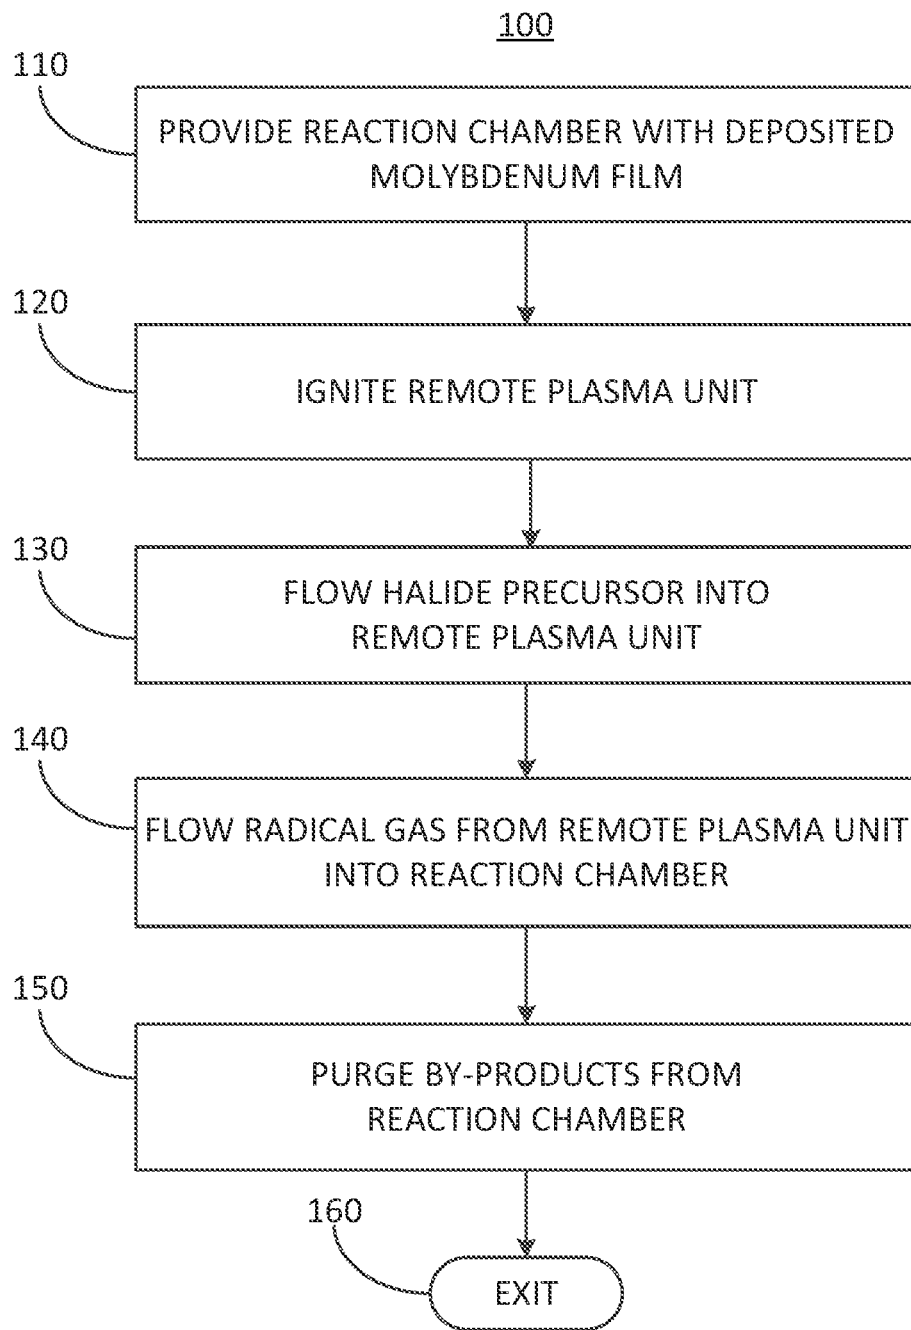 100
110
PROVIDE REACTION CHAMBER WITH DEPOSITED
MOLYBDENUM FILM
120
IGNITE REMOTE PLASMA UNIT
130
FLOW HALIDE PRECURSOR INTO
REMOTE PLASMA UNIT
140
FLOW RADICAL GAS FROM REMOTE PLASMA UNIT
INTO REACTION CHAMBER
150
PURGE BY-PRODUCTS FROM
REACTION CHAMBER
160
EXIT